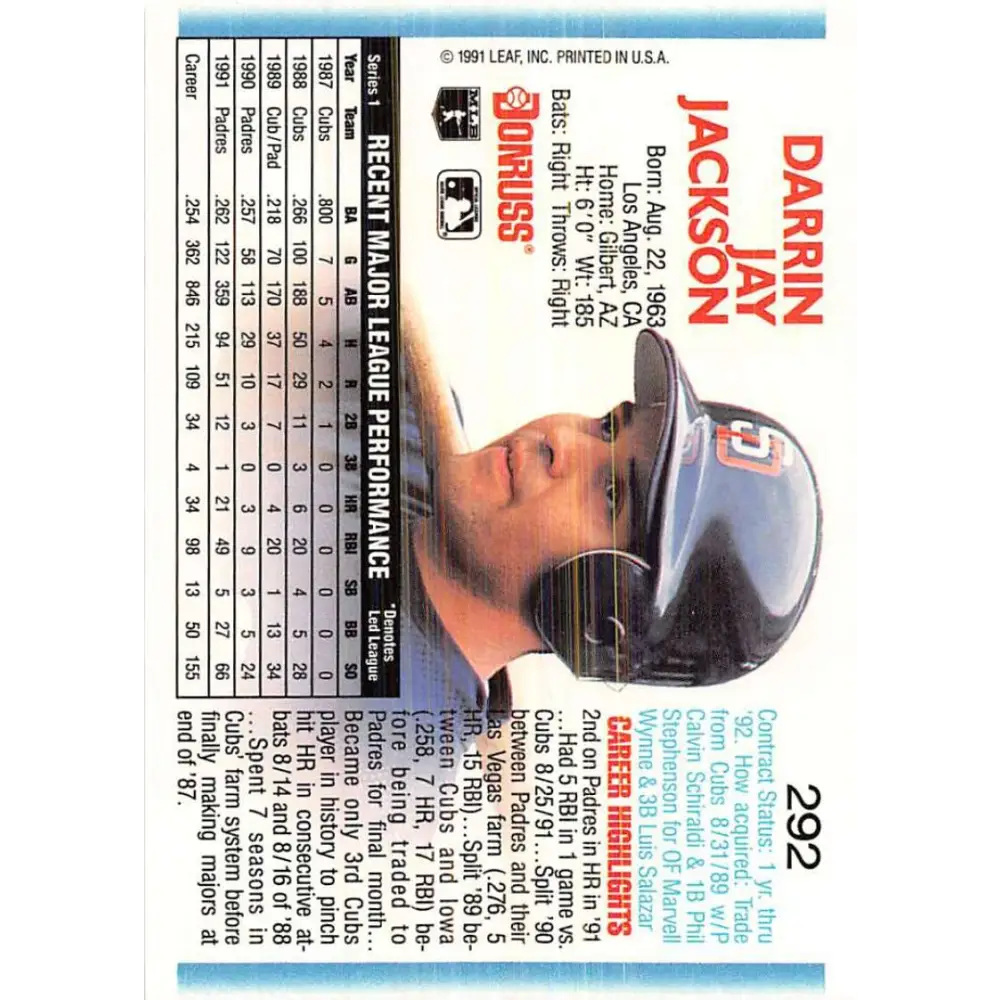 292
DARRIN
JAY
JACKSON
Born: Aug. 22, 1963
Los Angeles, CA
Home: Gilbert, AZ
Ht: 6'0" Wt: 185
Bats: Right Throws: Right
DONRUSS®
MLB
© 1991 LEAF, INC. PRINTED IN U.S.A.
Contract Status: 1 yr. thru
'92. How acquired: Trade
from Cubs 8/31/89 w/P
Calvin Schiraldi & 1B Phil
Stephenson for OF Marvell
Wynne & 3B Luis Salazar
CAREER HIGHLIGHTS
2nd on Padres in HR in '91
...Had 5 RBI in 1 game vs.
Cubs 8/25/91...Split '90
between Padres and their
Las Vegas farm (.276, 5
HR, 15 RBI)...Split '89 be-
tween Cubs and Iowa
(.258, 7 HR, 17 RBI) be-
fore being traded to
Padres for final month...
Became only 3rd Cubs
player in history to pinch
hit HR in consecutive at-
bats 8/14 and 8/16 of '88
...Spent 7 seasons in
Cubs' farm system before
finally making majors at
end of '87.
Series 1 RECENT MAJOR LEAGUE PERFORMANCE *Denotes Led League
Year Team BA G AB H R 2B 3B HR RBI SB BB SO
1987 Cubs .800 7 5 4 2 1 0 0 0 0 0 0
1988 Cubs .266 100 188 50 29 11 3 6 20 4 5 28
1989 Cub/Pad .218 70 170 37 17 7 0 4 20 1 13 34
1990 Padres .257 58 113 29 10 3 0 3 9 3 5 24
1991 Padres .262 122 359 94 51 12 1 21 49 5 27 66
Career .254 362 846 215 109 34 4 34 98 13 50 155